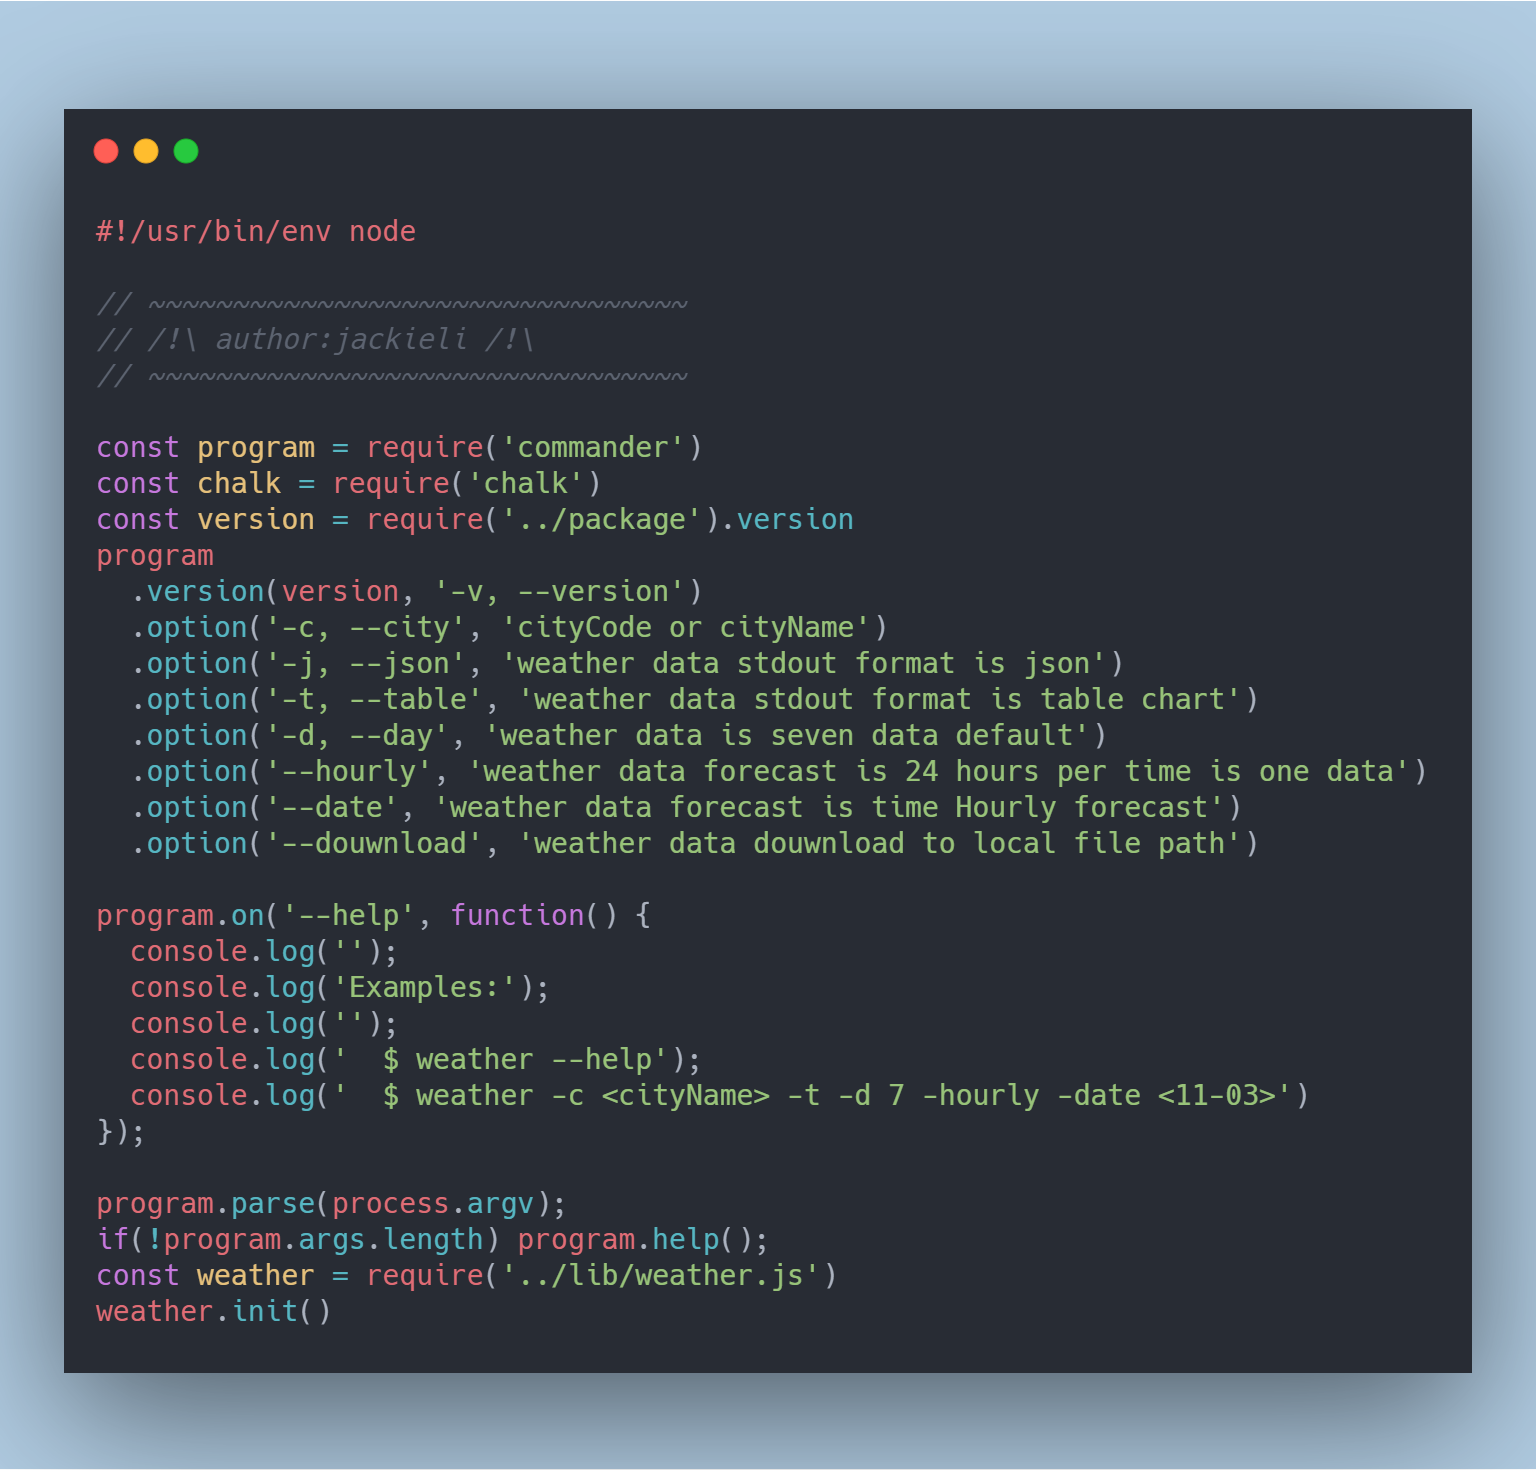 #!/usr/bin/env node
// ~~~~~~~~~~~~~~~~~~~~~~~~~~~~~~~~
// /!\ author:jackieli /!\
// ~~~~~~~~~~~~~~~~~~~~~~~~~~~~~~~~
const program = require('commander')
const chalk = require('chalk')
const version = require('../package').version
program
  .version(version, '-v, --version')
  .option('-c, --city', 'cityCode or cityName')
  .option('-j, --json', 'weather data stdout format is json')
  .option('-t, --table', 'weather data stdout format is table chart')
  .option('-d, --day', 'weather data is seven data default')
  .option('--hourly', 'weather data forecast is 24 hours per time is one data')
  .option('--date', 'weather data forecast is time Hourly forecast')
  .option('--douwnload', 'weather data douwnload to local file path')
program.on('--help', function() {
  console.log('');
  console.log('Examples:');
  console.log('');
  console.log('  $ weather --help');
  console.log('  $ weather -c <cityName> -t -d 7 -hourly -date <11-03>')
});
program.parse(process.argv);
if(!program.args.length) program.help();
const weather = require('../lib/weather.js')
weather.init()